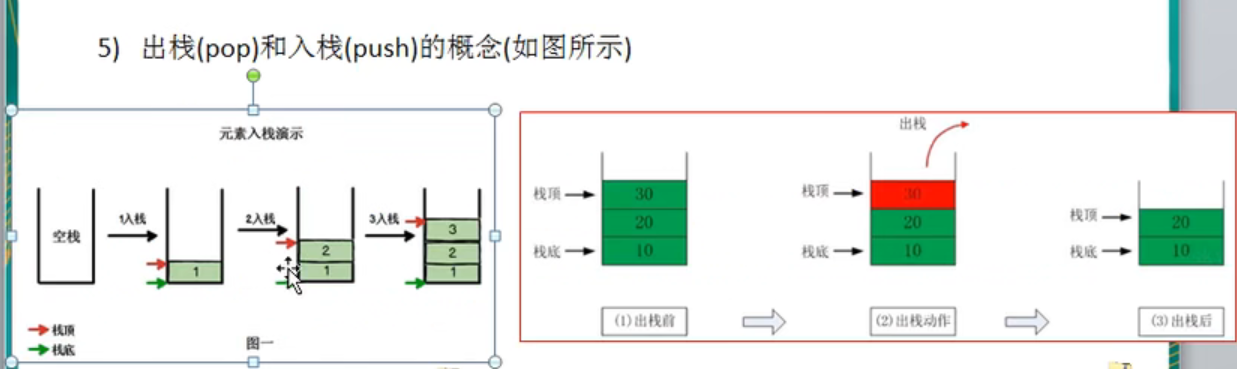 5) 出栈(pop)和入栈(push)的概念(如图所示)
元素入栈演示
空栈
1入栈
1
2入栈
2
1
3入栈
3
2
1
栈顶
栈底
图一
出栈
栈顶
30
20
栈底
10
(1)出栈前
栈顶
30
20
栈底
10
(2)出栈动作
栈顶
20
栈底
10
(3)出栈后